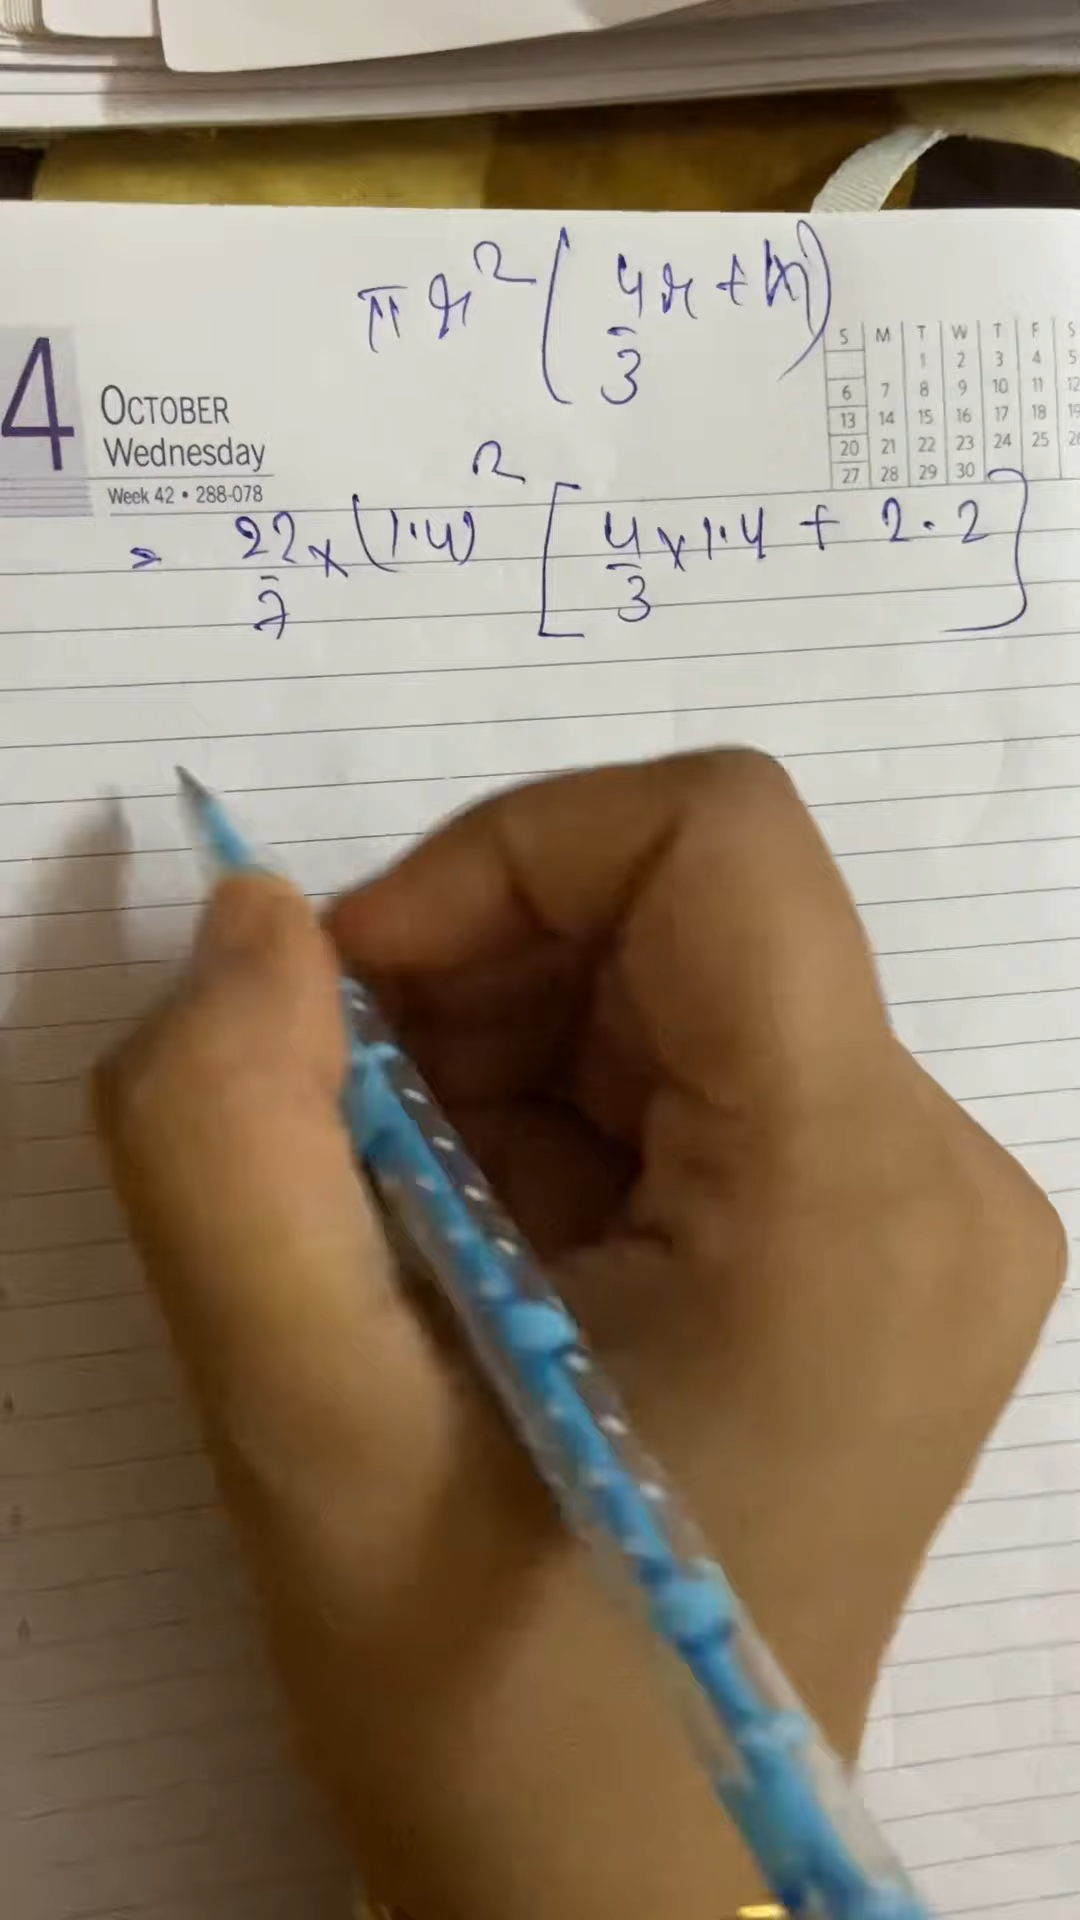 πr²(4/3 r + h)
4
OCTOBER
Wednesday
Week 42 • 288-078
S M T W T F S
1 2 3 4 5
6 7 8 9 10 11 12
13 14 15 16 17 18 19
20 21 22 23 24 25 26
27 28 29 30
= 22/7 × (1.4)² [4/3 × 1.4 + 2.2]